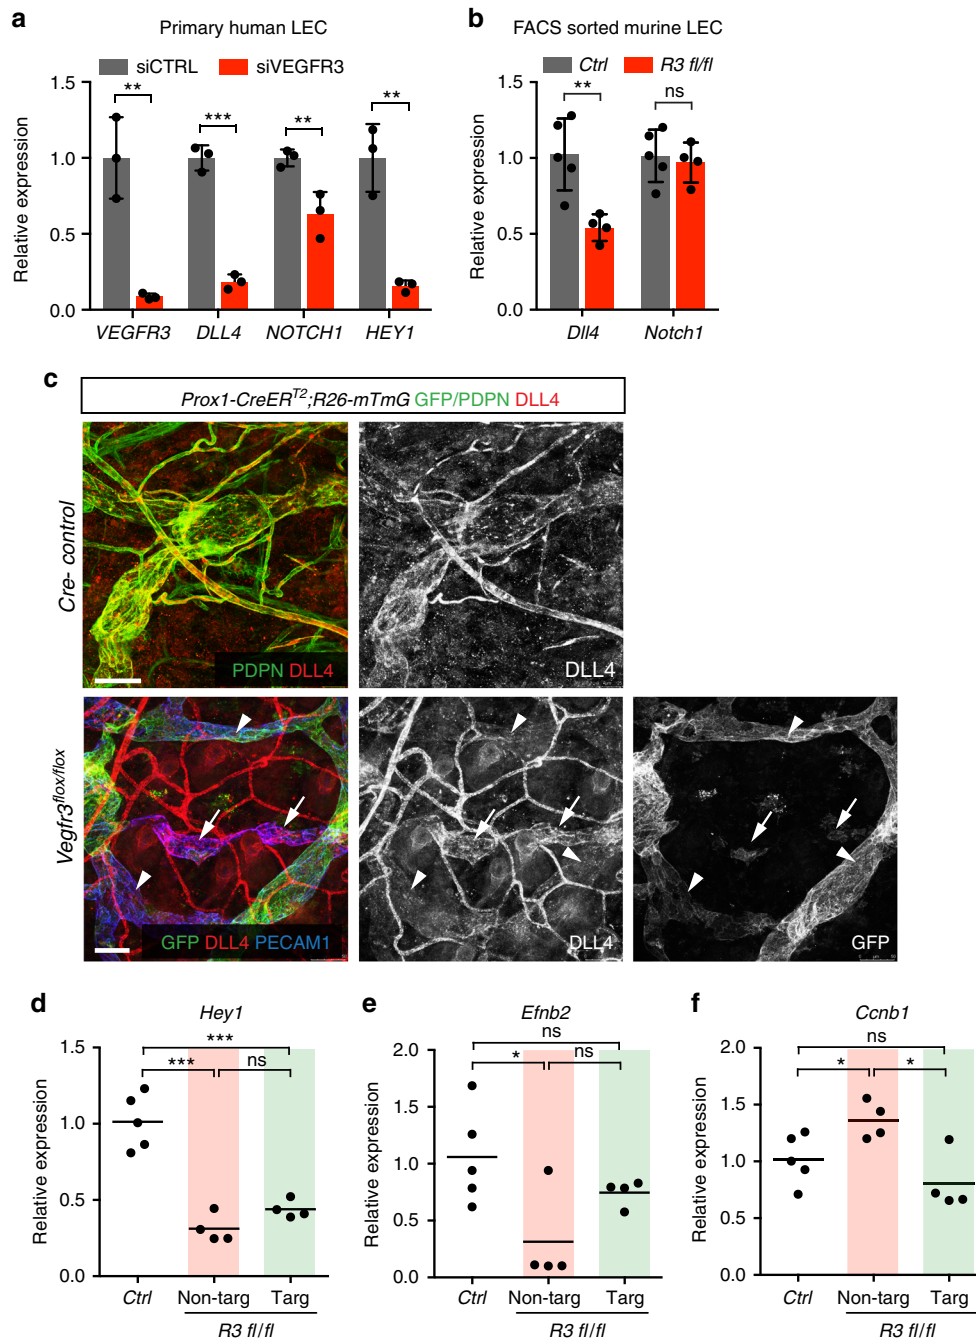 a
Primary human LEC
siCTRL siVEGFR3
** *** ** **
Relative expression
1.5
1.0
0.5
0.0
VEGFR3 DLL4 NOTCH1 HEY1
b
FACS sorted murine LEC
Ctrl R3 fl/fl
** ns
Relative expression
1.5
1.0
0.5
0.0
Dll4 Notch1
c
Prox1-CreERT2;R26-mTmG GFP/PDPN DLL4
Cre- control
PDPN DLL4
DLL4
Vegfr3flox/flox
GFP DLL4 PECAM1
DLL4
GFP
d
Hey1
***
*** ns
Relative expression
1.5
1.0
0.5
0.0
Ctrl Non-targ Targ
R3 fl/fl
e
Efnb2
ns
* ns
Relative expression
2.0
1.5
1.0
0.5
0.0
Ctrl Non-targ Targ
R3 fl/fl
f
Ccnb1
ns
* *
Relative expression
2.0
1.5
1.0
0.5
0.0
Ctrl Non-targ Targ
R3 fl/fl